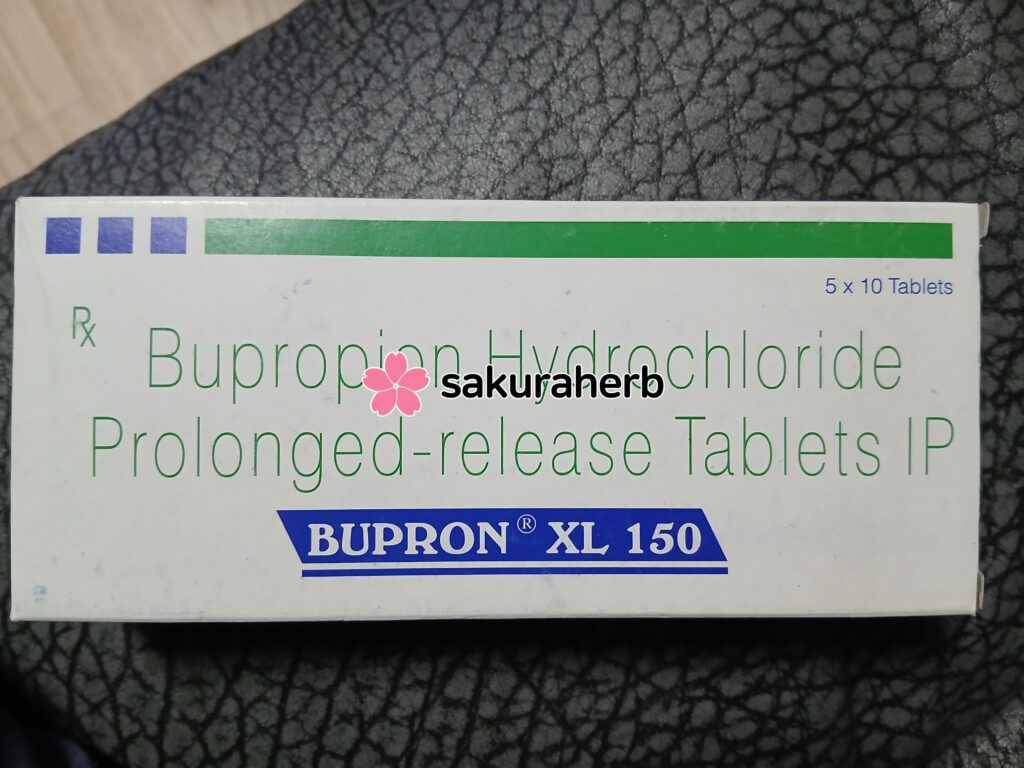 5 x 10 Tablets
Rx
Bupropion Hydrochloride
sakuraherb
Prolonged-release Tablets IP
BUPRON® XL 150